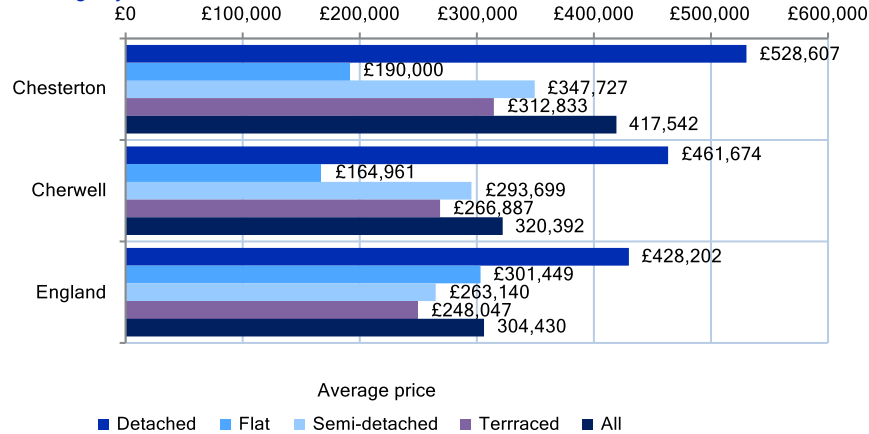 £0 £100,000 £200,000 £300,000 £400,000 £500,000 £600,000
£528,607
£190,000
Chesterton £347,727
£312,833
417,542
£461,674
£164,961
Cherwell £293,699
£266,887
320,392
£428,202
£301,449
England £263,140
£248,047
304,430
Average price
Detached Flat Semi-detached Terrraced All